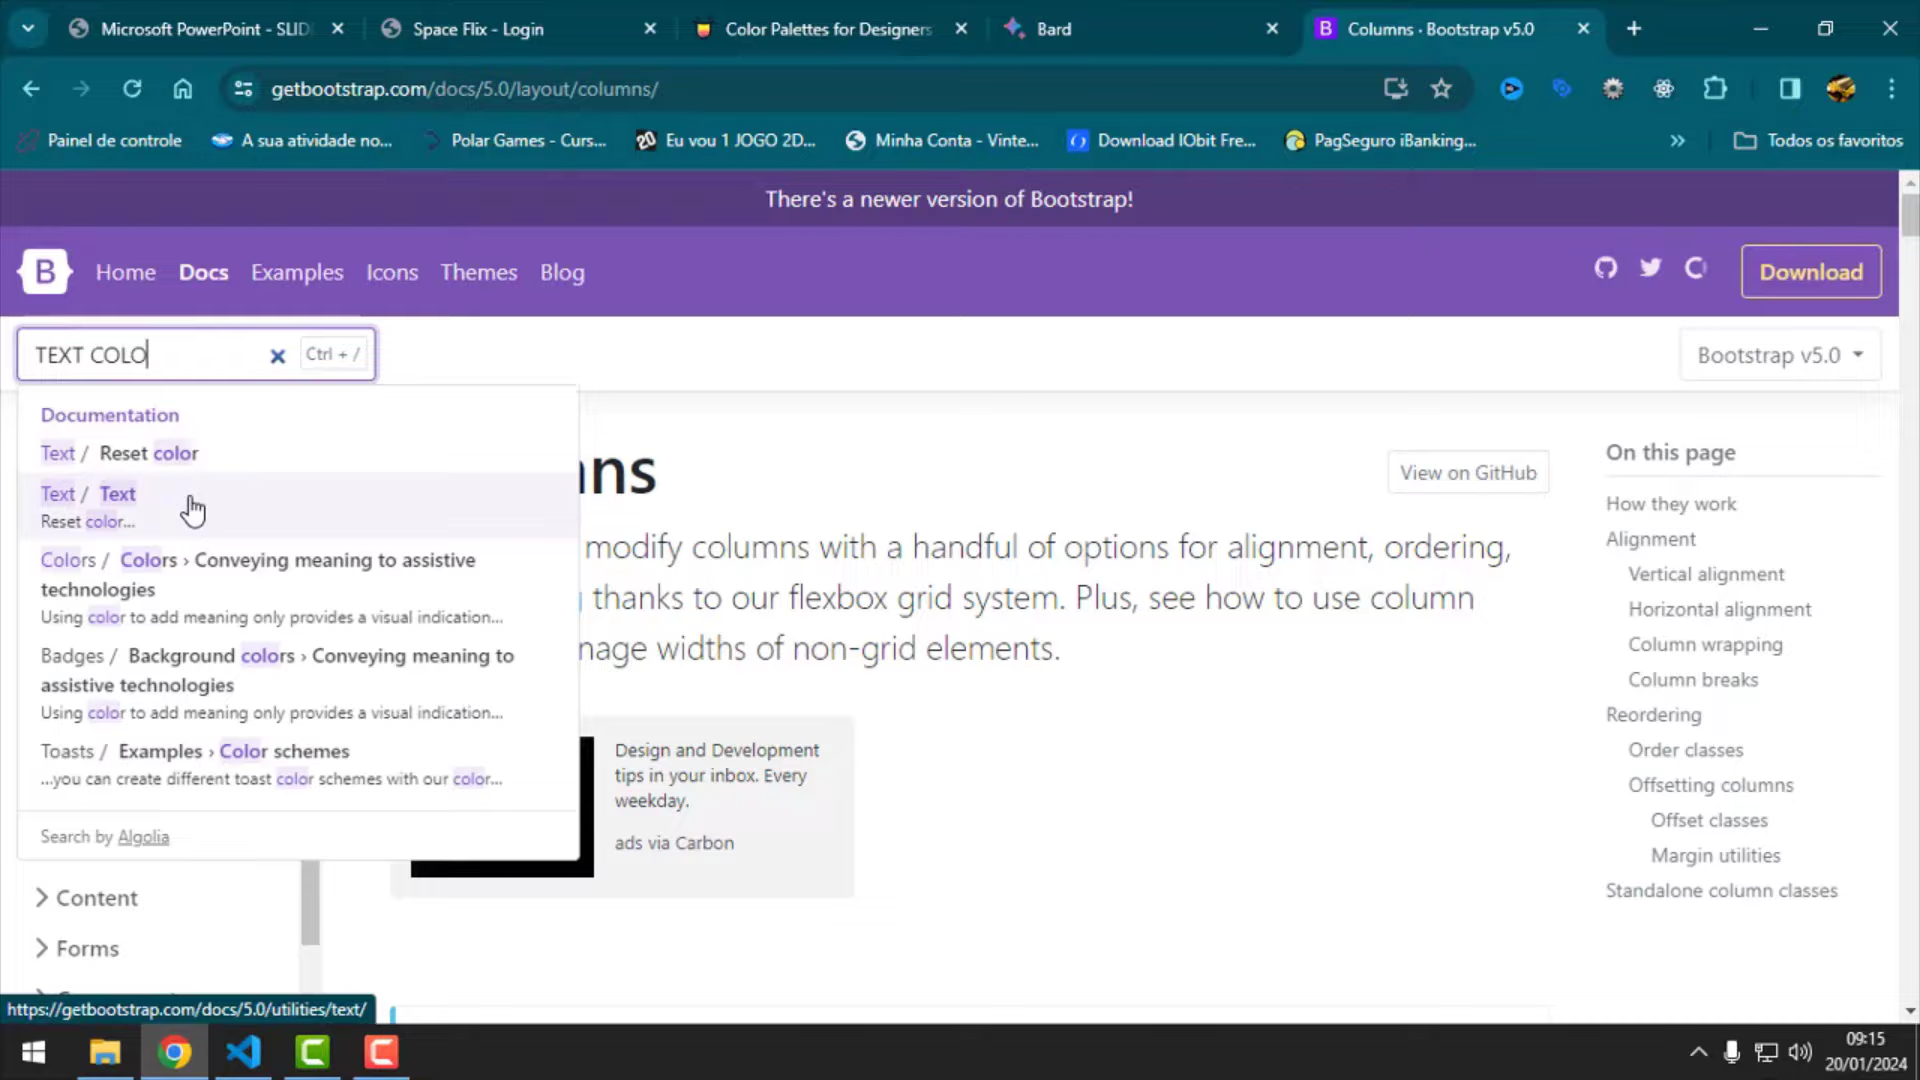 Microsoft PowerPoint - SLID
Space Flix - Login
Color Palettes for Designers
Bard
Columns · Bootstrap v5.0
getbootstrap.com/docs/5.0/layout/columns/
Painel de controle
A sua atividade no...
Polar Games - Curs...
20 Eu vou 1 JOGO 2D...
Minha Conta - Vinte...
Download IObit Fre...
PagSeguro iBanking...
Todos os favoritos
There's a newer version of Bootstrap!
B Home Docs Examples Icons Themes Blog
Download
TEXT COLO
Ctrl + /
Bootstrap v5.0
Documentation
Text / Reset color
Text / Text
Reset color...
Colors / Colors › Conveying meaning to assistive
technologies
Using color to add meaning only provides a visual indication...
Badges / Background colors › Conveying meaning to
assistive technologies
Using color to add meaning only provides a visual indication...
Toasts / Examples › Color schemes
...you can create different toast color schemes with our color...
Search by Algolia
Content
Forms
ns
View on GitHub
modify columns with a handful of options for alignment, ordering,
thanks to our flexbox grid system. Plus, see how to use column
nage widths of non-grid elements.
Design and Development
tips in your inbox. Every
weekday.
ads via Carbon
On this page
How they work
Alignment
Vertical alignment
Horizontal alignment
Column wrapping
Column breaks
Reordering
Order classes
Offsetting columns
Offset classes
Margin utilities
Standalone column classes
https://getbootstrap.com/docs/5.0/utilities/text/
09:15
20/01/2024